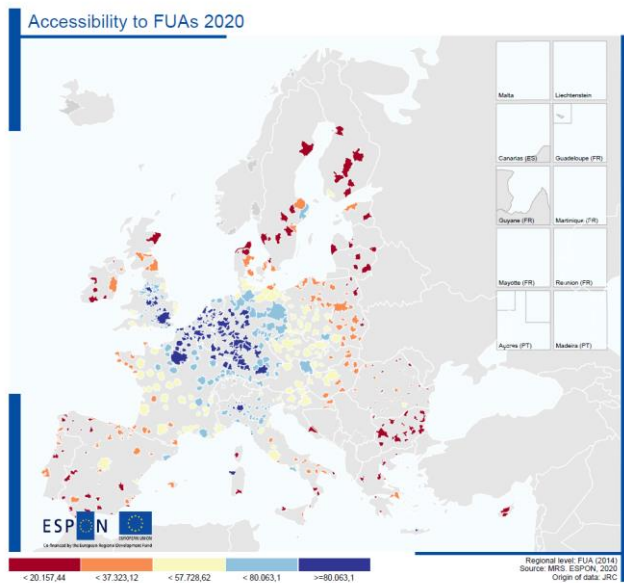 Accessibility to FUAs 2020
Malta
Liechtenstein
Canarias (ES)
Guadeloupe (FR)
Guyane (FR)
Martinique (FR)
Mayotte (FR)
Reunion (FR)
Açores (PT)
Madeira (PT)
ESPON
EUROPEAN UNION
Co-financed by the European Regional Development Fund
Regional level: FUA (2014)
Source: MRS. ESPON, 2020
Origin of data: JRC
< 20.157,44
< 37.323,12
< 57.728,62
< 80.063,1
>=80.063,1